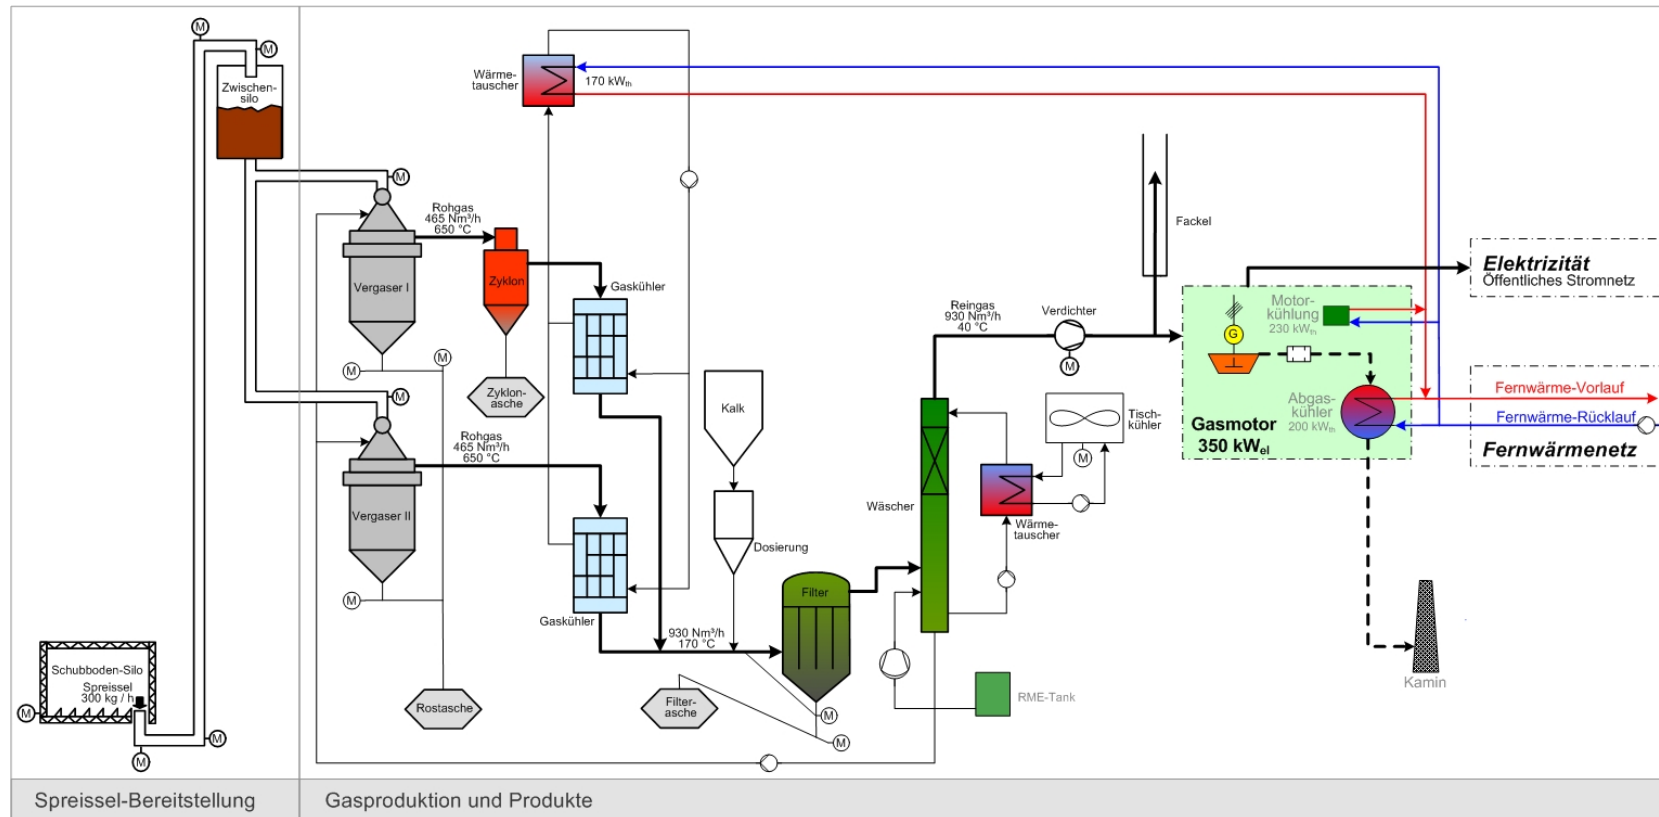 M
M
Zwischen-
silo
Wärme-
tauscher
170 kWth
M
Rohgas
465 Nm³/h
650 °C
Vergaser I
Zyklon
Gaskühler
Fackel
Elektrizität
Öffentliches Stromnetz
Reingas
930 Nm³/h
40 °C
Verdichter
M
Motor-
kühlung
230 kWth
G
M
M
Zyklon-
asche
Kalk
Tisch-
kühler
M
Abgas-
kühler
200 kWth
Fernwärme-Vorlauf
Fernwärme-Rücklauf
Gasmotor
350 kWel
Fernwärmenetz
M
Rohgas
465 Nm³/h
650 °C
Vergaser II
Wäscher
Wärme-
tauscher
Dosierung
M
Filter
Gaskühler
930 Nm³/h
170 °C
Schubboden-Silo
Spreissel
300 kg / h
M
M
M
Rostasche
Filter-
asche
M
M
RME-Tank
Kamin
Spreissel-Bereitstellung
Gasproduktion und Produkte